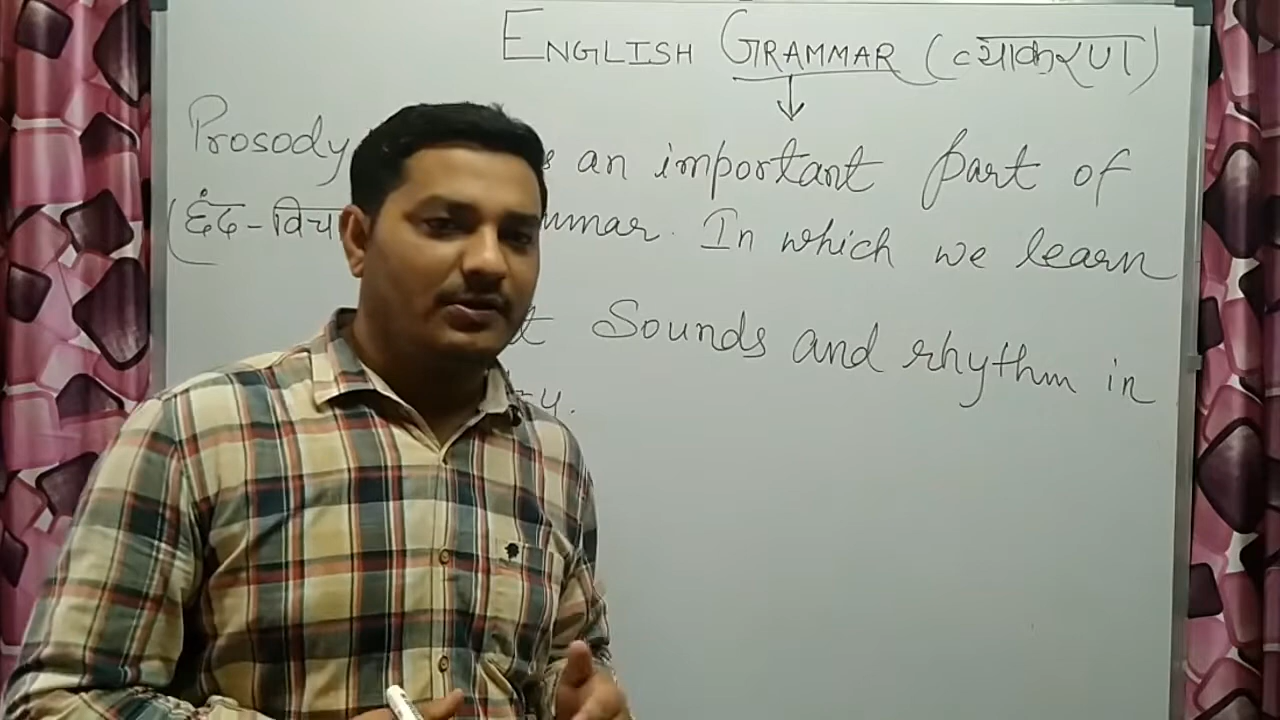 ENGLISH GRAMMAR (व्याकरण)
Prosody an important part of
(छंद-विच mmar. In which we learn
t Sounds and rhythm in